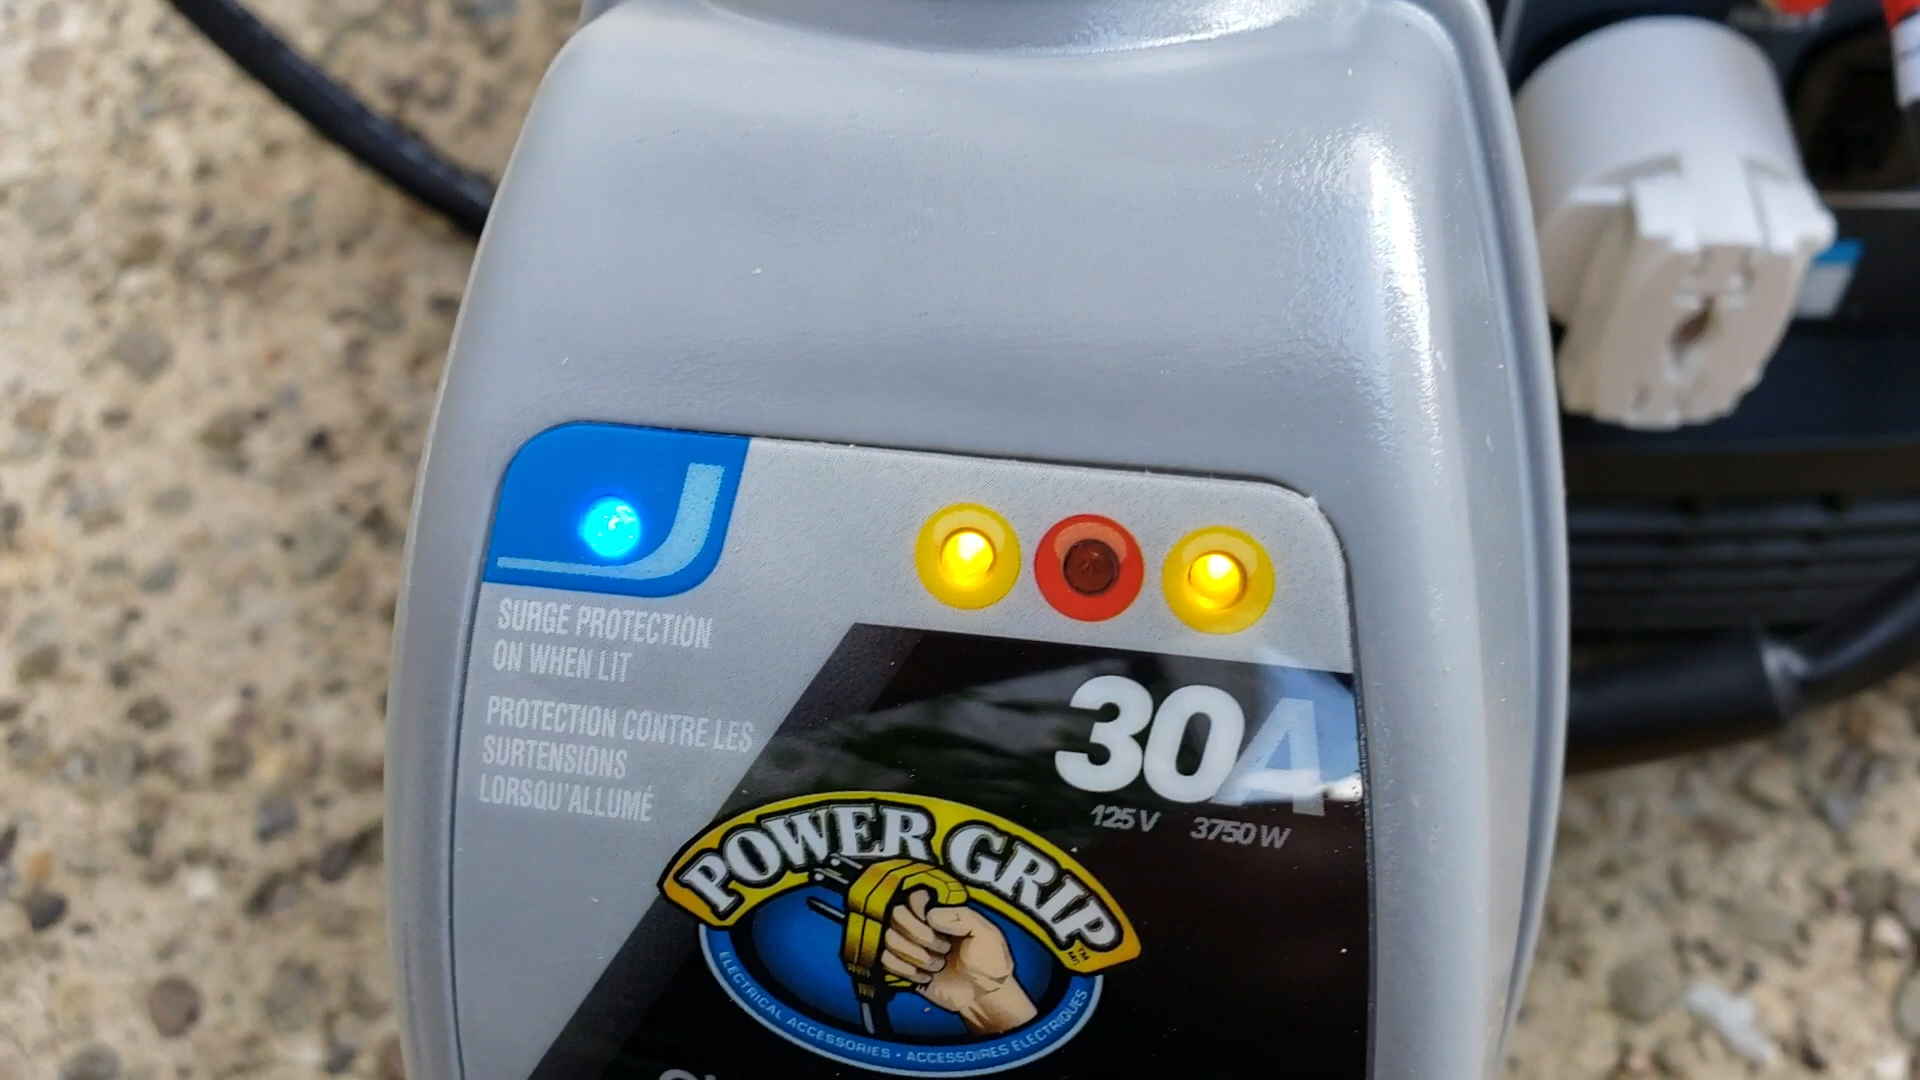 SURGE PROTECTION
ON WHEN LIT
PROTECTION CONTRE LES
SURTENSIONS
LORSQU'ALLUMÉ
30A
125V 3750W
POWER GRIP
ELECTRICAL ACCESSORIES • ACCESSOIRES ELECTRIQUES